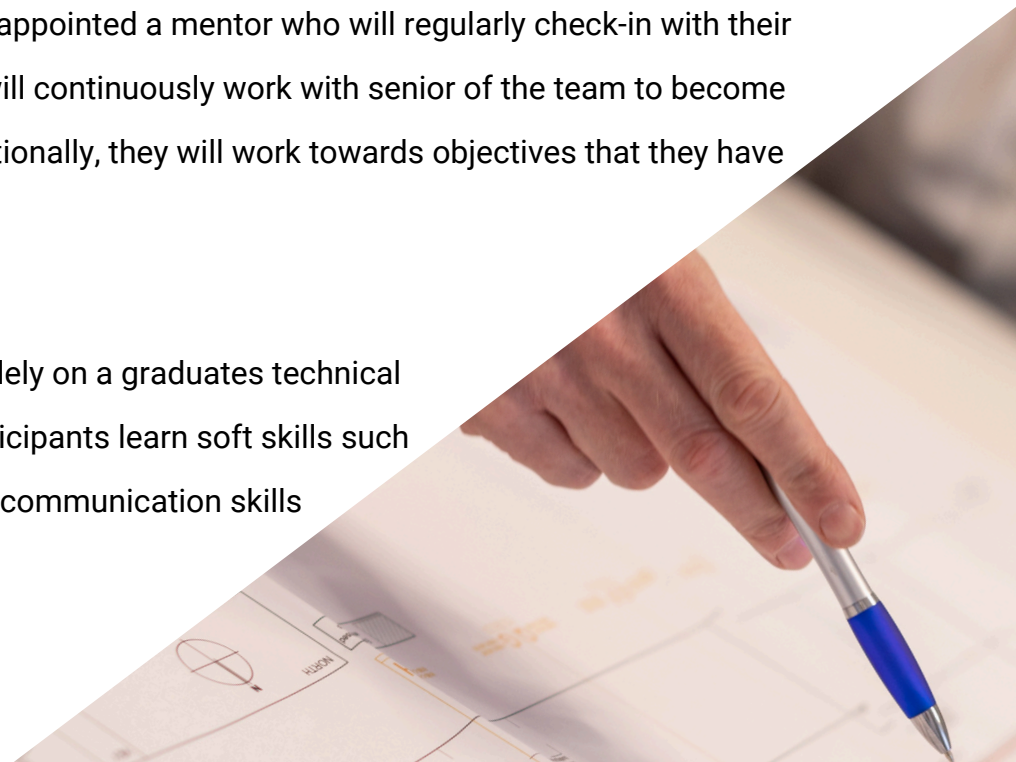 appointed a mentor who will regularly check-in with their
will continuously work with senior of the team to become
tionally, they will work towards objectives that they have
lely on a graduates technical
icipants learn soft skills such
communication skills
NORTH
N